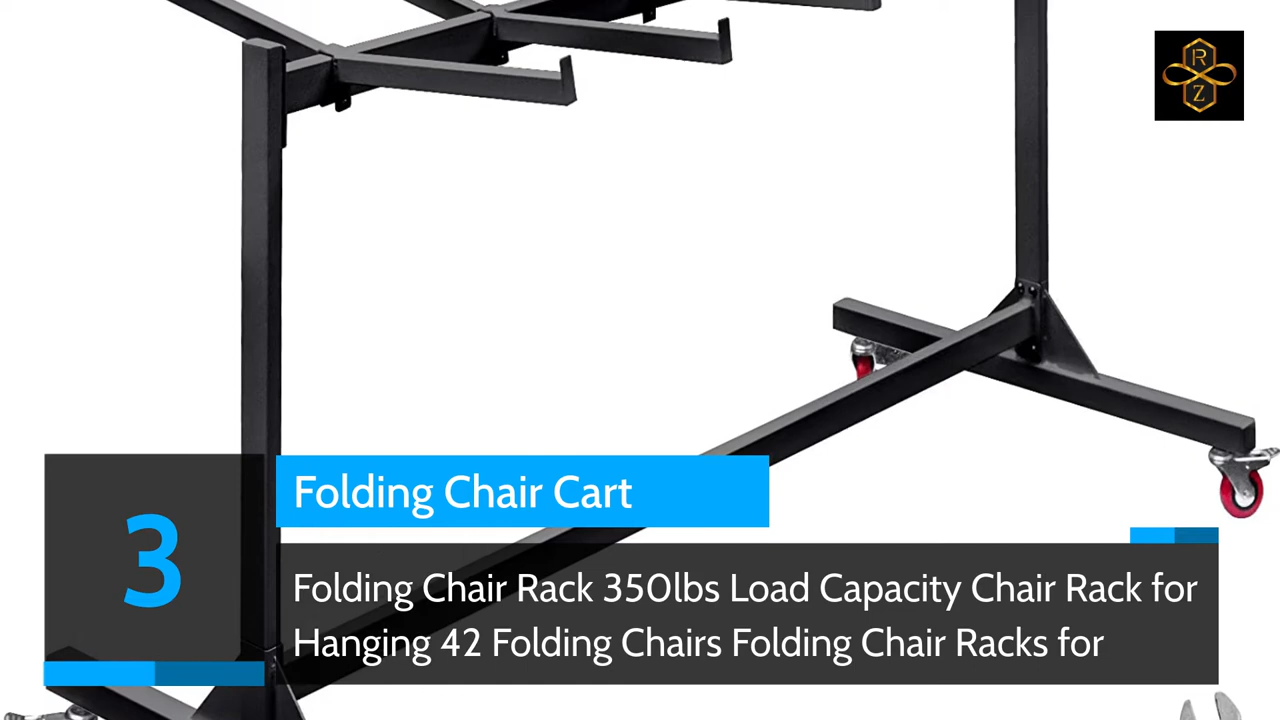 R
Z
3
Folding Chair Cart
Folding Chair Rack 350lbs Load Capacity Chair Rack for
Hanging 42 Folding Chairs Folding Chair Racks for